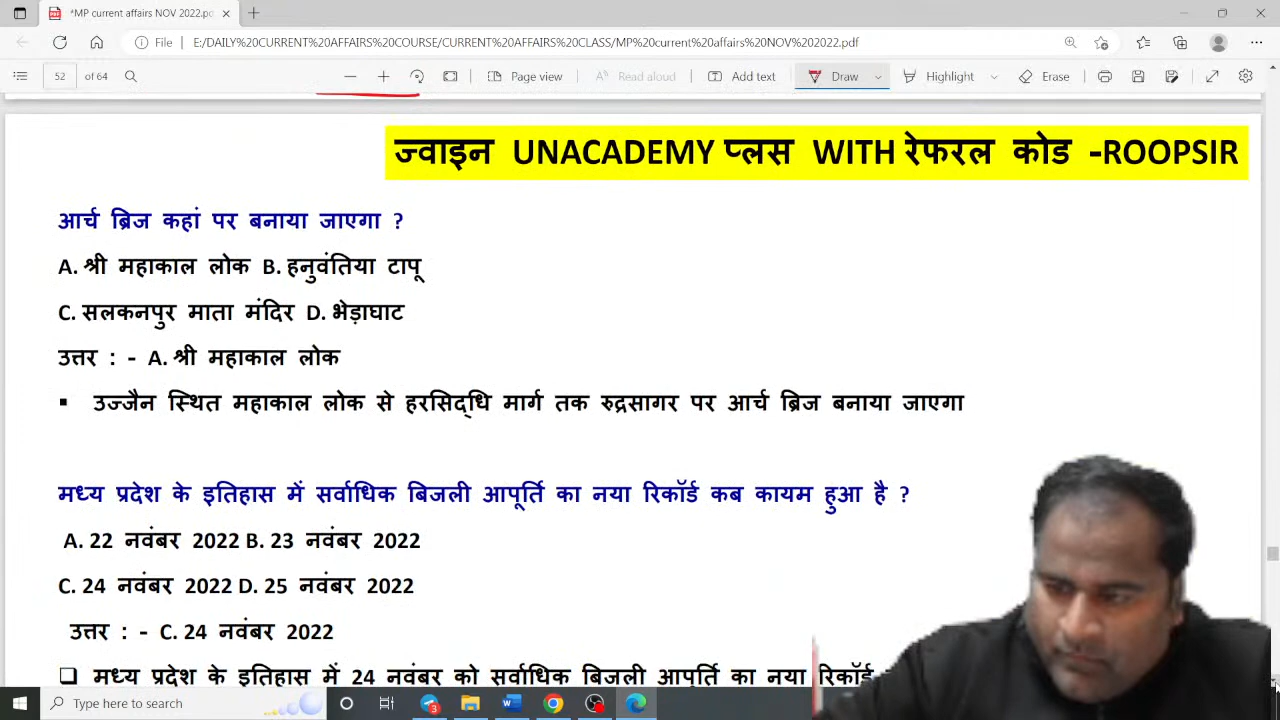 *MP current affairs NOV 2022.pd
File E:/DAILY%20CURRENT%20AFFAIRS%20COURSE/CURRENT%20AFFAIRS%20CLASS/MP%20current%20affairs%20NOV%202022.pdf
52 of 64 Page view Read aloud Add text Draw Highlight Erase
ज्वाइन UNACADEMY प्लस WITH रेफरल कोड -ROOPSIR
आर्च ब्रिज कहां पर बनाया जाएगा ?
A. श्री महाकाल लोक B. हनुवंतिया टापू
C. सलकनपुर माता मंदिर D. भेड़ाघाट
उत्तर : - A. श्री महाकाल लोक
▪ उज्जैन स्थित महाकाल लोक से हरसिद्धि मार्ग तक रुद्रसागर पर आर्च ब्रिज बनाया जाएगा
मध्य प्रदेश के इतिहास में सर्वाधिक बिजली आपूर्ति का नया रिकॉर्ड कब कायम हुआ है ?
A. 22 नवंबर 2022 B. 23 नवंबर 2022
C. 24 नवंबर 2022 D. 25 नवंबर 2022
उत्तर : - C. 24 नवंबर 2022
❑ मध्य प्रदेश के इतिहास में 24 नवंबर को सर्वाधिक बिजली आपूर्ति का नया रिकॉर्ड
Type here to search 3